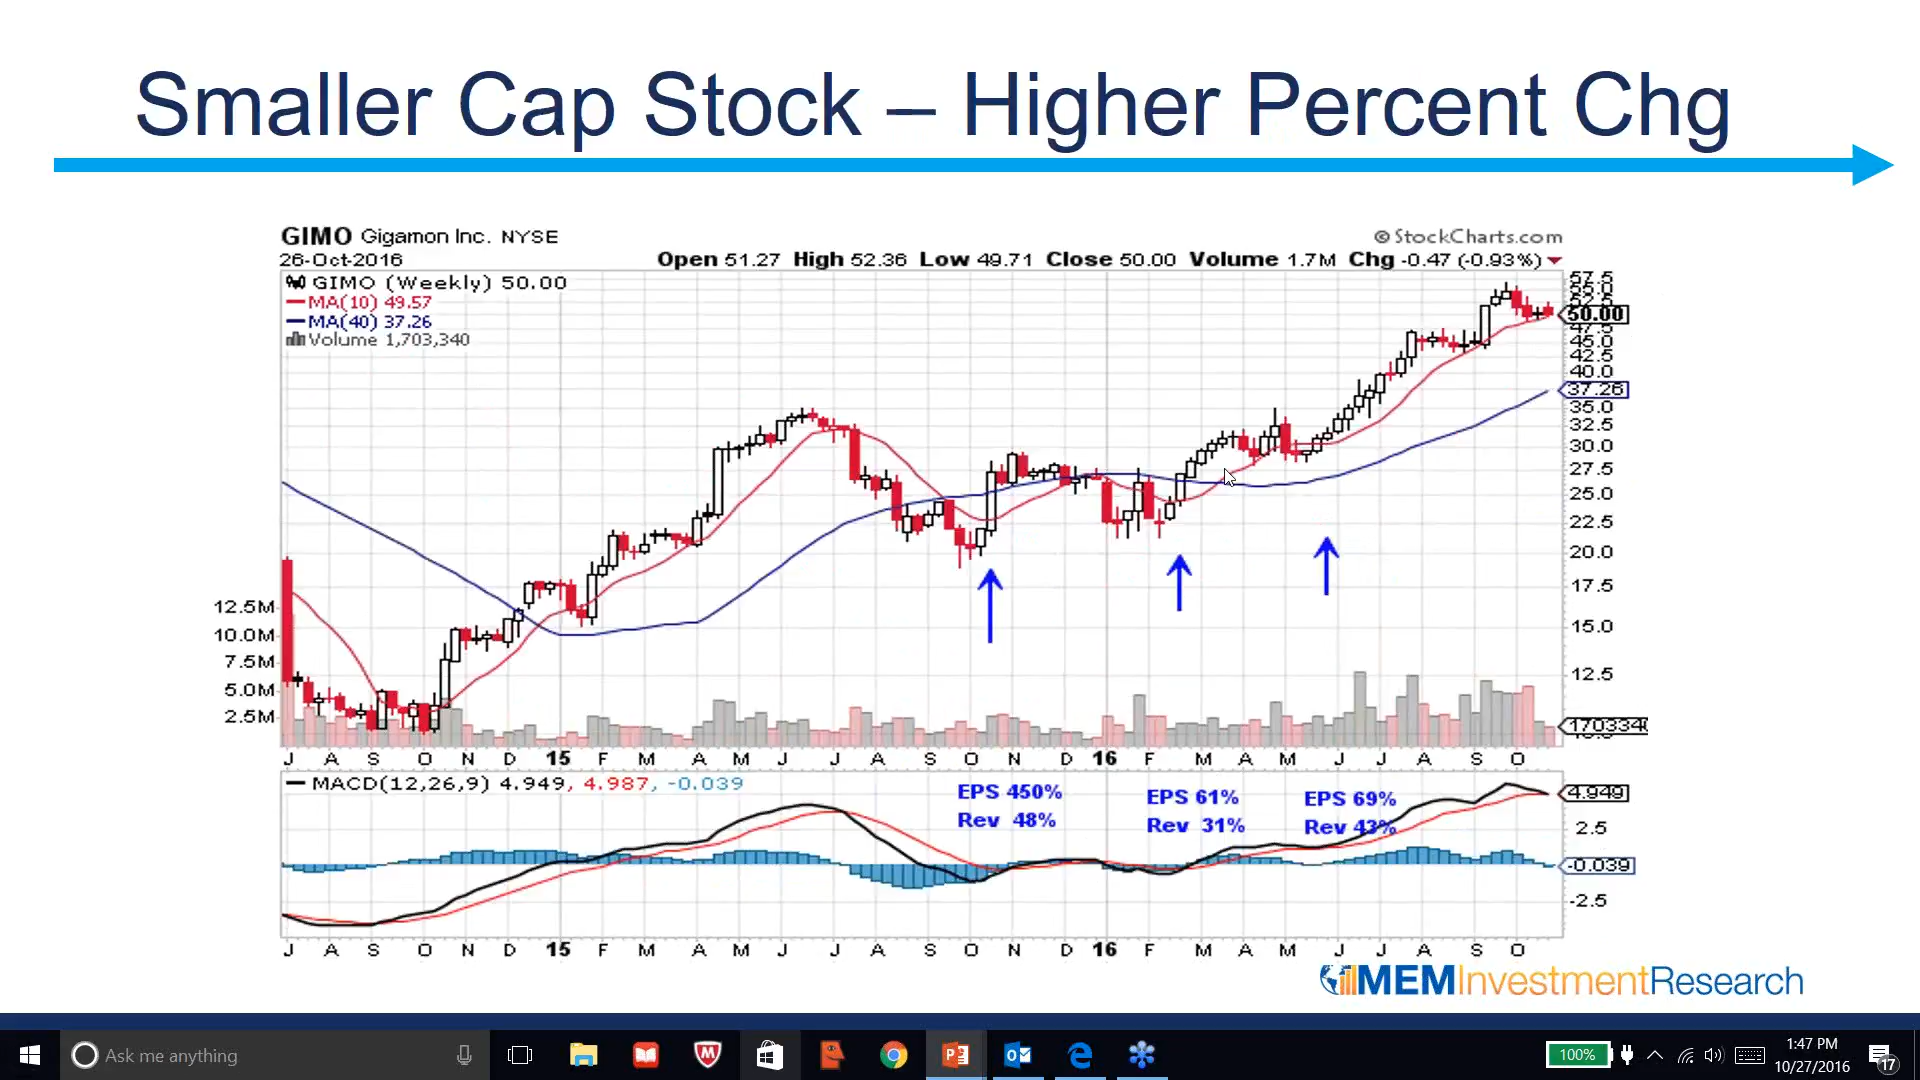 Smaller Cap Stock – Higher Percent Chg
GIMO Gigamon Inc. NYSE
© StockCharts.com
26-Oct-2016
Open 51.27 High 52.36 Low 49.71 Close 50.00 Volume 1.7M Chg -0.47 (-0.93%)
GIMO (Weekly) 50.00
MA(10) 49.57
MA(40) 37.26
Volume 1,703,340
57.5
50.00
45.0
42.5
40.0
37.26
35.0
32.5
30.0
27.5
25.0
22.5
20.0
17.5
15.0
12.5
1703340
12.5M
10.0M
7.5M
5.0M
2.5M
J A S O N D 15 F M A M J J A S O N D 16 F M A M J J A S O
MACD(12,26,9) 4.949, 4.987, -0.039
EPS 450%
Rev 48%
EPS 61%
Rev 31%
EPS 69%
Rev 43%
4.949
2.5
-0.039
-2.5
J A S O N D 15 F M A M J J A S O N D 16 F M A M J J A S O
MEMInvestmentResearch
Ask me anything
100%
1:47 PM
10/27/2016
17